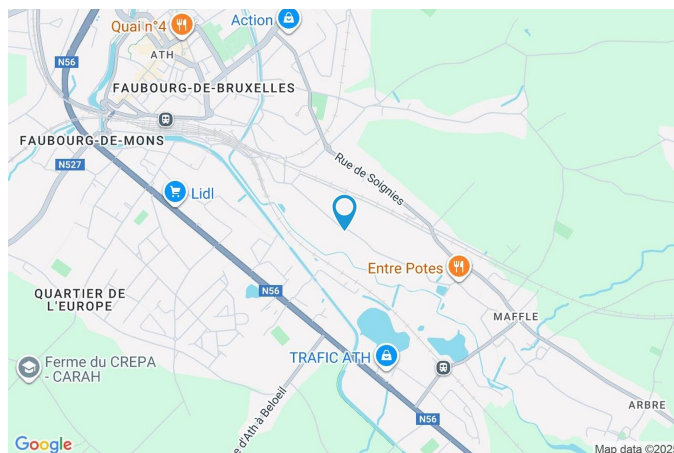 Quai n°4
Action
ATH
N56
FAUBOURG-DE-BRUXELLES
FAUBOURG-DE-MONS
N527
Rue de Soignies
Lidl
Entre Potes
N56
QUARTIER DE
L'EUROPE
MAFFLE
TRAFIC ATH
Ferme du CREPA
- CARAH
N56
ARBRE
e d'Ath à Beloeil
Google
Map data ©2025